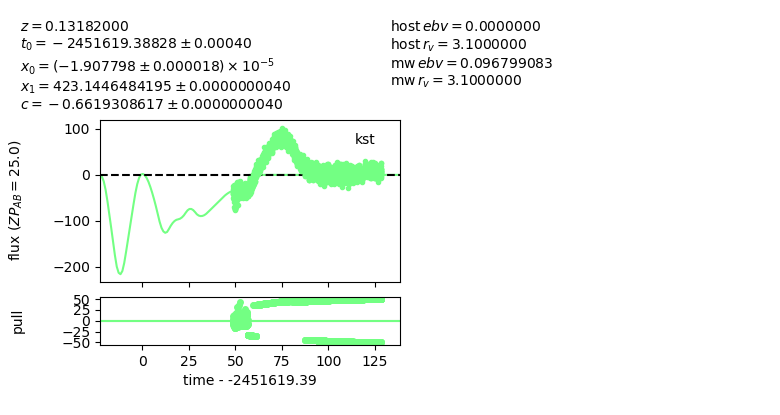 z = 0.13182000
t0 = −2451619.38828 ± 0.00040
x0 = (−1.907798 ± 0.000018) × 10^−5
x1 = 423.1446484195 ± 0.0000000040
c = −0.6619308617 ± 0.0000000040
host ebv = 0.0000000
host r_v = 3.1000000
mw ebv = 0.096799083
mw r_v = 3.1000000
flux (ZP_AB = 25.0)
100
0
−100
−200
kst
pull
50
25
0
−25
−50
0 25 50 75 100 125
time - -2451619.39